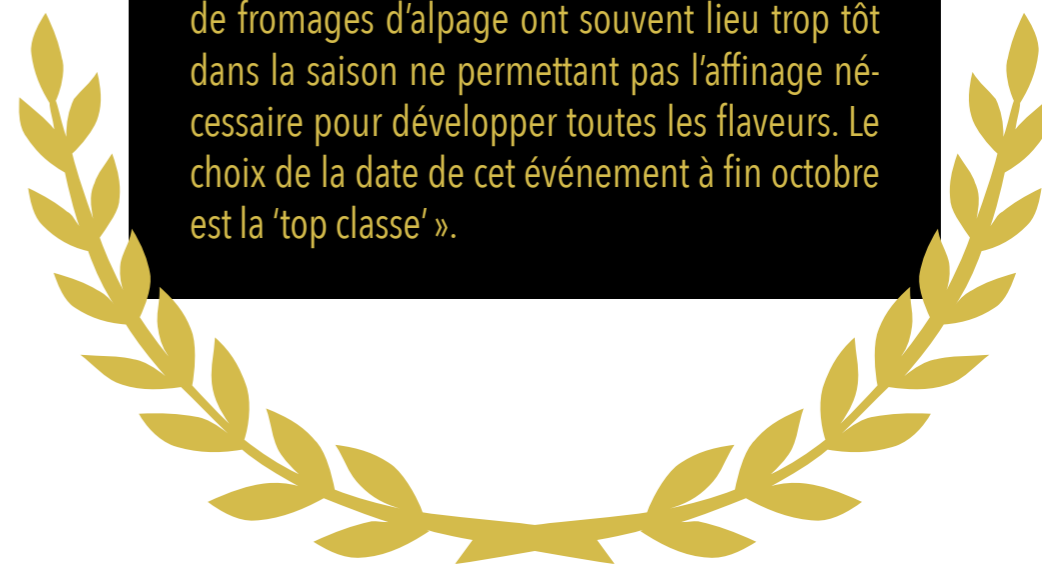 de fromages d’alpage ont souvent lieu trop tôt
dans la saison ne permettant pas l’affinage né-
cessaire pour développer toutes les flaveurs. Le
choix de la date de cet événement à fin octobre
est la ‘top classe’ ».